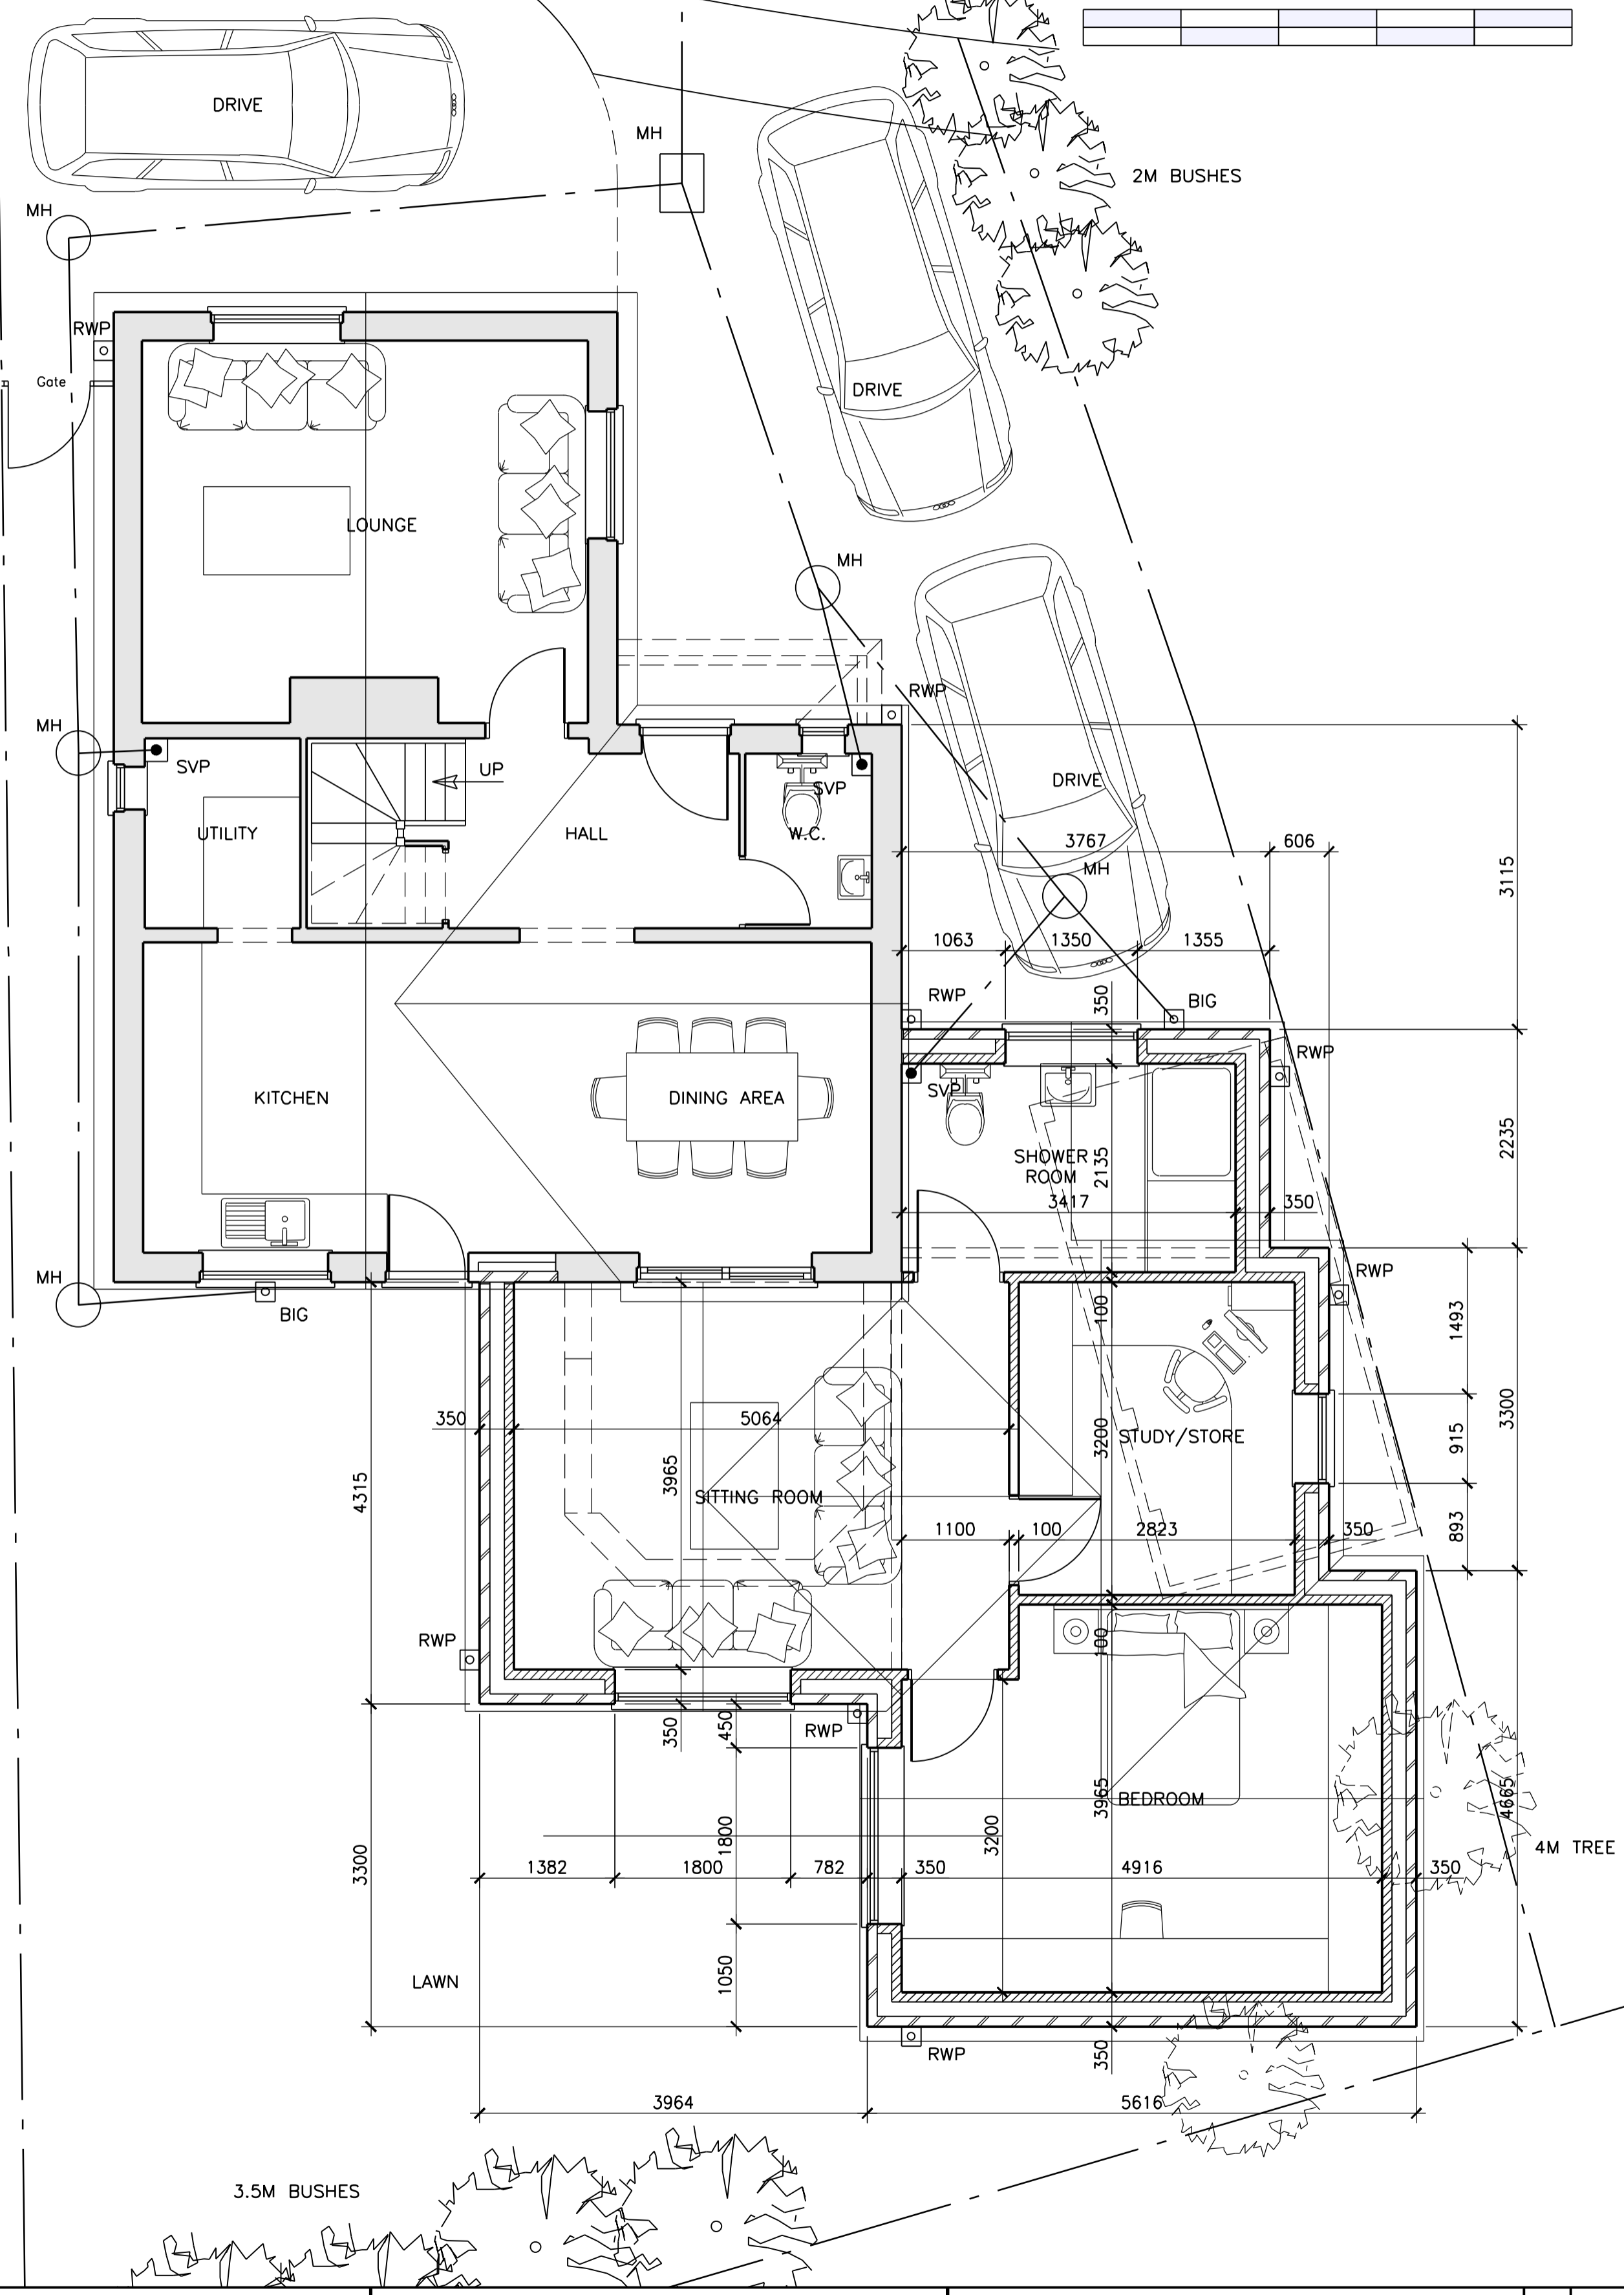 DRIVE
MH
2M BUSHES
MH
RWP
Gate
DRIVE
LOUNGE
MH
RWP
MH
SVP
UP
SVP
DRIVE
UTILITY
HALL
W.C.
3767
606
MH
3115
1063
1350
1355
RWP
350
BIG
RWP
KITCHEN
DINING AREA
SVP
SHOWER
ROOM
2135
2235
3417
350
MH
RWP
BIG
100
1493
350
5064
3200
STUDY/STORE
915
3300
4315
3965
SITTING ROOM
1100
100
2823
350
893
RWP
100
350
450
RWP
3965
BEDROOM
4665
1800
3200
4M TREE
3300
1382
1800
782
350
4916
350
LAWN
1050
350
RWP
3964
5616
3.5M BUSHES